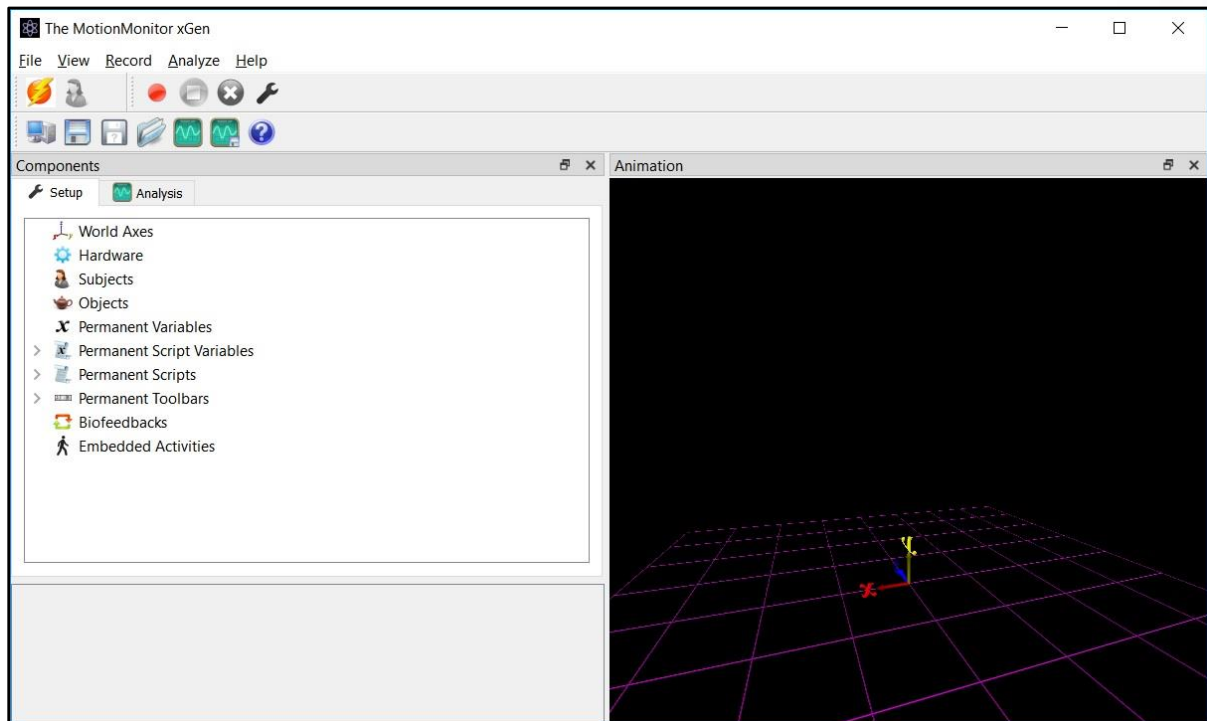 The MotionMonitor xGen
File View Record Analyze Help
Components
Animation
Setup Analysis
World Axes
Hardware
Subjects
Objects
x Permanent Variables
x Permanent Script Variables
Permanent Scripts
Permanent Toolbars
Biofeedbacks
Embedded Activities
Y
X